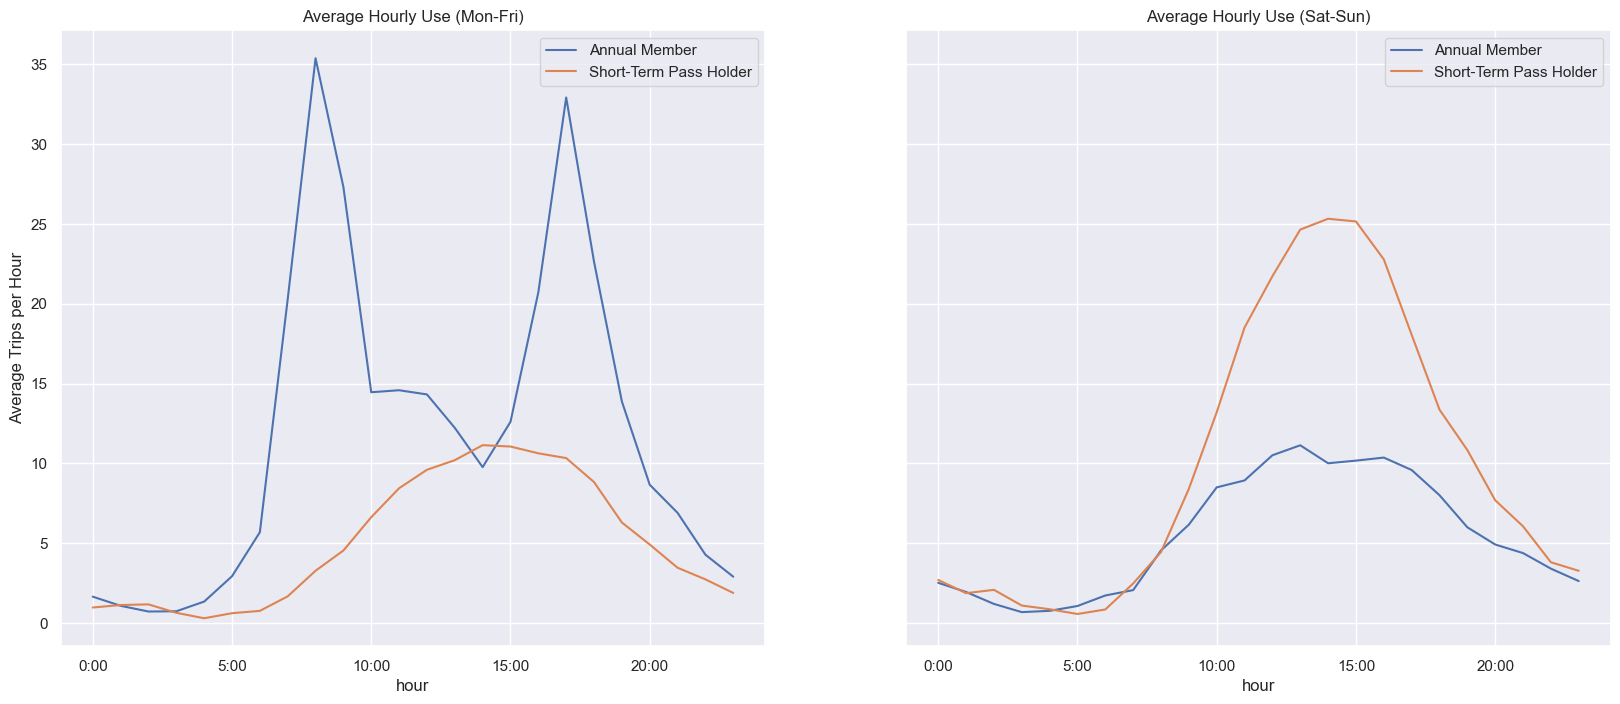 Average Hourly Use (Mon-Fri)
Annual Member
Short-Term Pass Holder
35
30
25
20
15
10
5
0
Average Trips per Hour
0:00 5:00 10:00 15:00 20:00
hour
Average Hourly Use (Sat-Sun)
Annual Member
Short-Term Pass Holder
0:00 5:00 10:00 15:00 20:00
hour